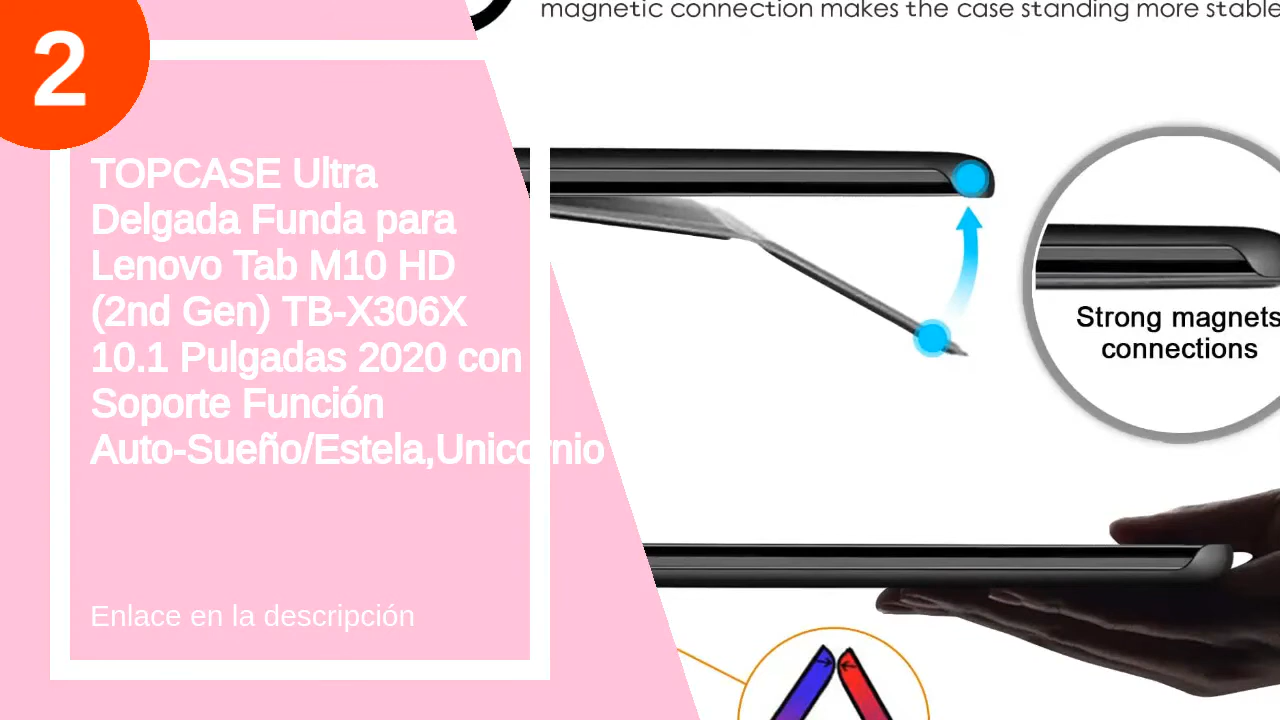 magnetic connection makes the case standing more stable
2
TOPCASE Ultra
Delgada Funda para
Lenovo Tab M10 HD
(2nd Gen) TB-X306X
10.1 Pulgadas 2020 con
Soporte Función
Auto-Sueño/Estela,Unicornio
Strong magnets
connections
Enlace en la descripción